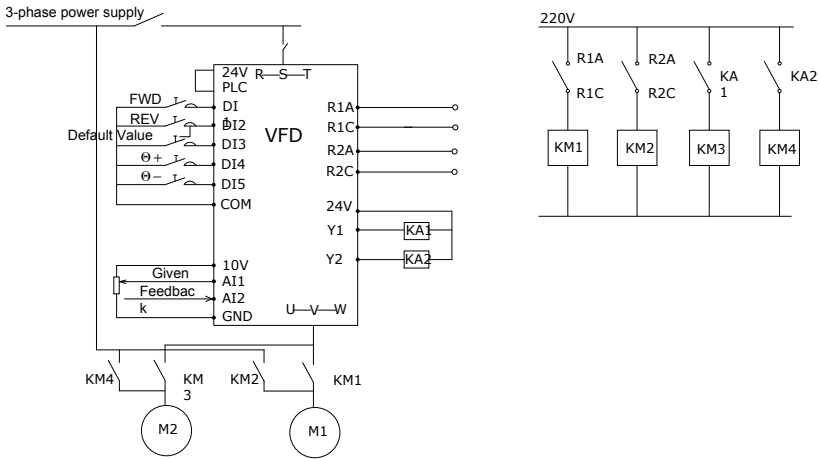 3-phase power supply
24V R S T
PLC
FWD
DI
1
REV
DI2
Default Value
DI3
Θ+
DI4
Θ−
DI5
COM
VFD
R1A
R1C
R2A
R2C
24V
Y1
KA1
Y2
KA2
10V
Given
AI1
Feedbac
k
AI2
GND
U V W
KM4
KM
3
KM2
KM1
M2
M1
220V
R1A
R1C
R2A
R2C
KA
1
KA2
KM1
KM2
KM3
KM4